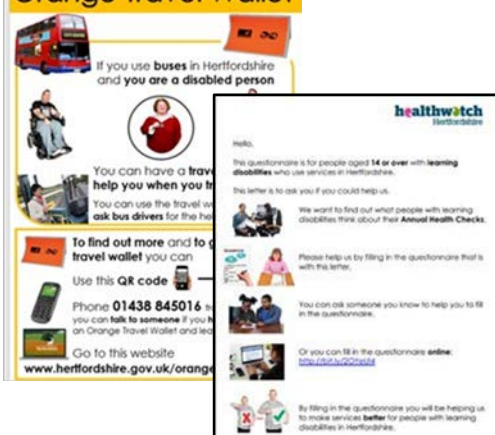 Orange Travel Wallet
If you use buses in Hertfordshire
and you are a disabled person
You can have a
help you when you
You can use the travel
ask bus drivers for the
To find out more and to
travel wallet you can
Use this QR code
Phone 01438 845016
you can talk to someone if you
an Orange Travel Wallet and
Go to this website
www.hertfordshire.gov.uk/orange
healthwatch
Hertfordshire
Hello,
This questionnaire is for people aged 14 or over with learning
disabilities who use services in Hertfordshire.
This letter is to ask you if you could help us.
We want to find out what people with learning
disabilities think about their Annual Health Checks.
Please help us by filling in the questionnaire that is
with this letter.
You can ask someone you know to help you to fill
in the questionnaire.
Or you can fill in the questionnaire online:
By filling in the questionnaire you will be helping us
to make services better for people with learning
disabilities in Hertfordshire.